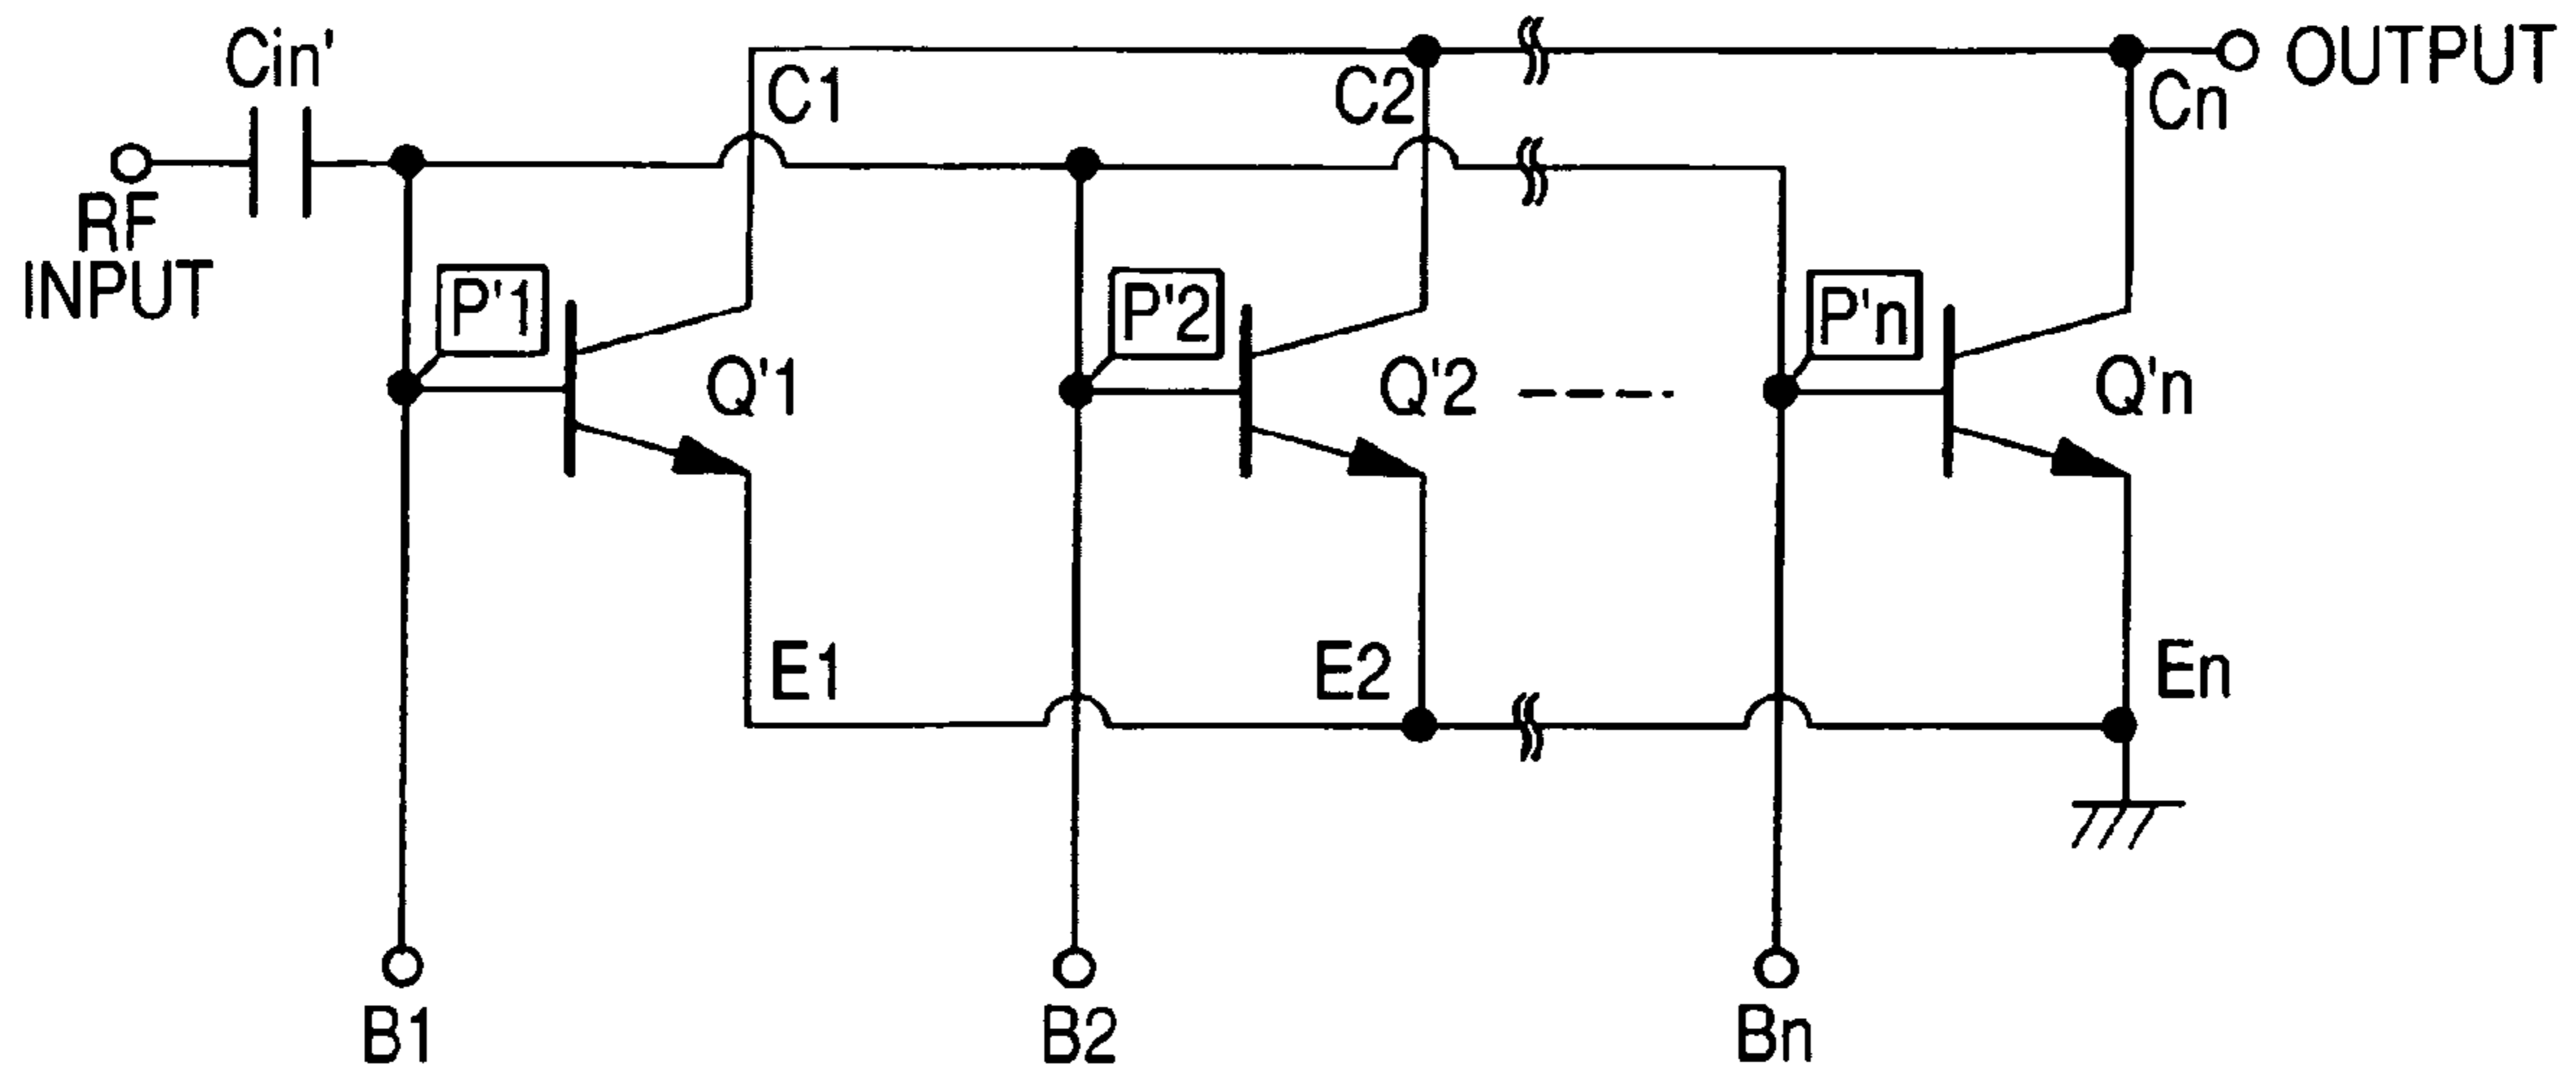 Cin'
C1
C2
Cn
OUTPUT
RF
INPUT
P'1
Q'1
P'2
Q'2
P'n
Q'n
E1
E2
En
B1
B2
Bn